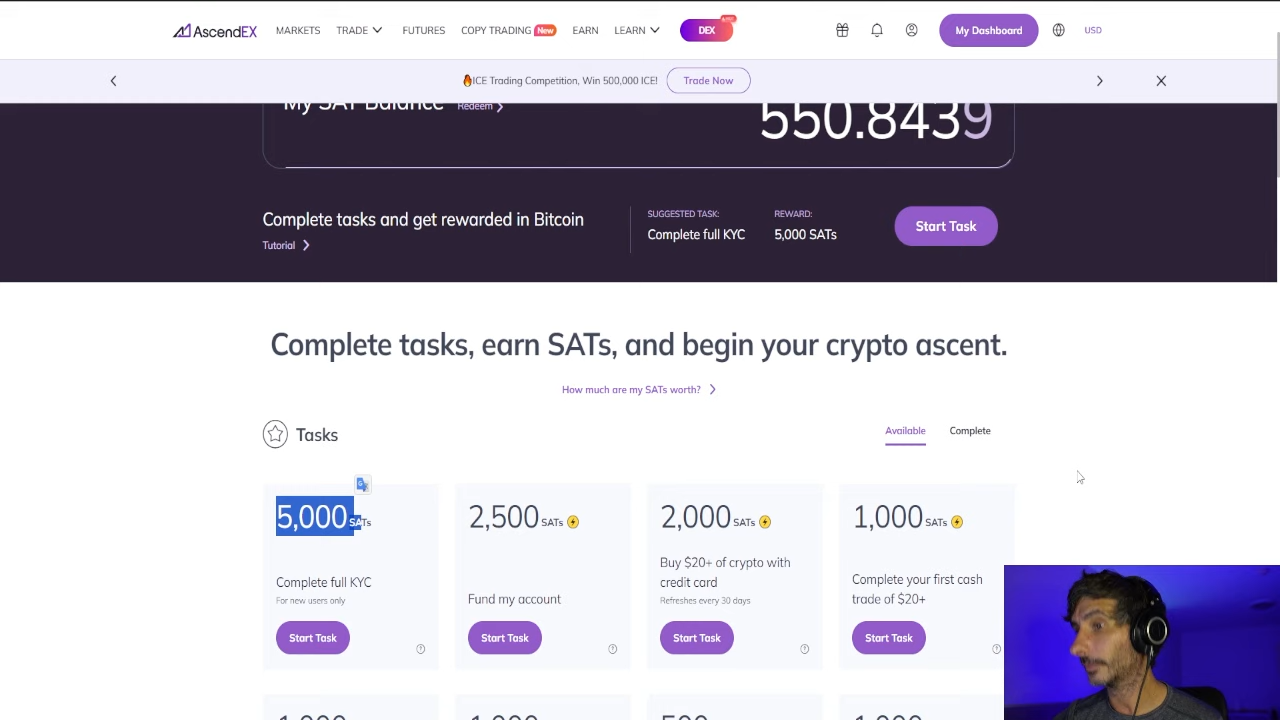 AscendEX MARKETS TRADE FUTURES COPY TRADING New EARN LEARN DEX My Dashboard USD
ICE Trading Competition, Win 500,000 ICE! Trade Now
My SAT Balance Redeem
550.8439
Complete tasks and get rewarded in Bitcoin
Tutorial
SUGGESTED TASK:
Complete full KYC
REWARD:
5,000 SATs
Start Task
Complete tasks, earn SATs, and begin your crypto ascent.
How much are my SATs worth?
Tasks
Available Complete
5,000 SATs
Complete full KYC
For new users only
Start Task
2,500 SATs
Fund my account
Start Task
2,000 SATs
Buy $20+ of crypto with
credit card
Refreshes every 30 days
Start Task
1,000 SATs
Complete your first cash
trade of $20+
Start Task